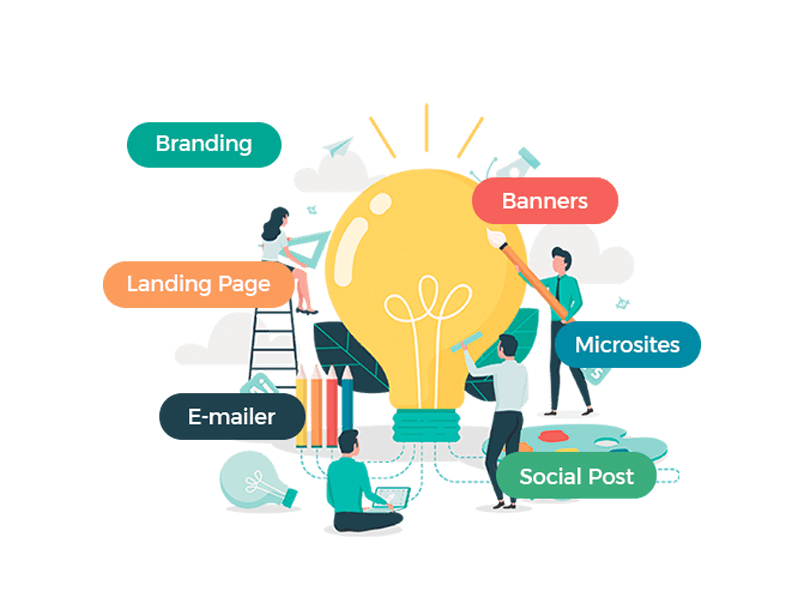 Branding
Banners
Landing Page
Microsites
E-mailer
Social Post